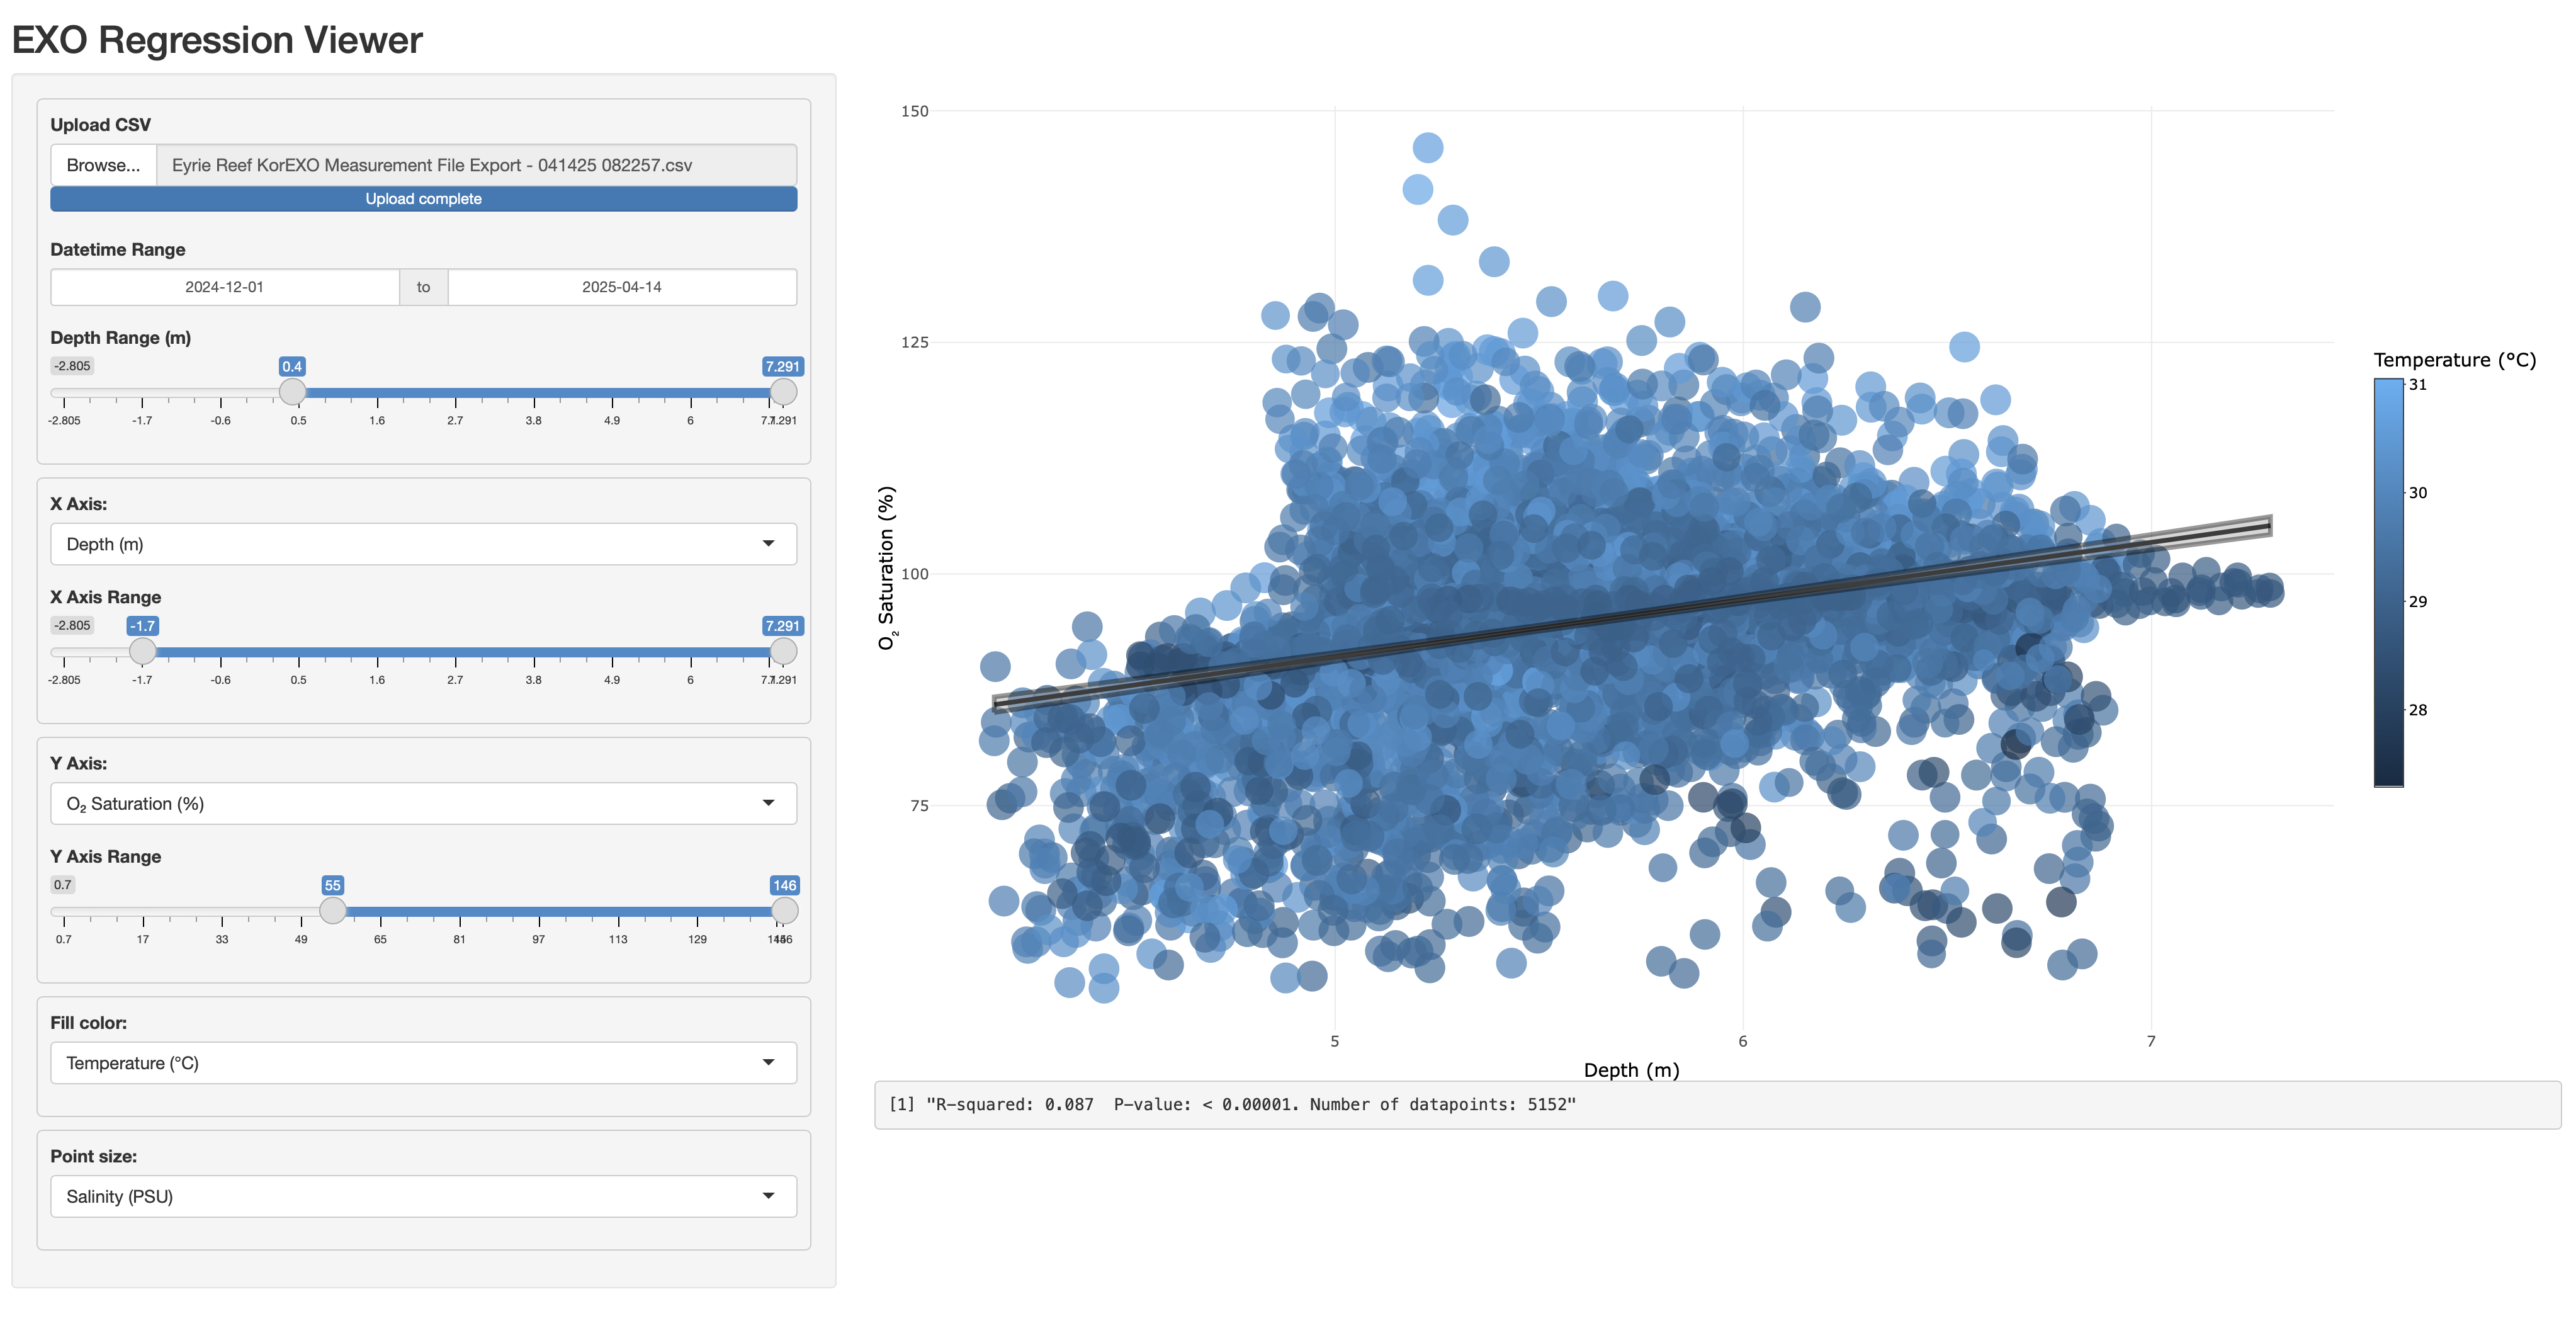 EXO Regression Viewer
Upload CSV
Browse... Eyrie Reef KorEXO Measurement File Export - 041425 082257.csv
Upload complete
Datetime Range
2024-12-01 to 2025-04-14
Depth Range (m)
-2.805 0.4 7.291
-2.805 -1.7 -0.6 0.5 1.6 2.7 3.8 4.9 6 7.291
X Axis:
Depth (m)
X Axis Range
-2.805 -1.7 7.291
-2.805 -1.7 -0.6 0.5 1.6 2.7 3.8 4.9 6 7.291
Y Axis:
O₂ Saturation (%)
Y Axis Range
0.7 55 146
0.7 17 33 49 65 81 97 113 129 146
Fill color:
Temperature (°C)
Point size:
Salinity (PSU)
150
125
100
75
O₂ Saturation (%)
5 6 7
Depth (m)
Temperature (°C)
31
30
29
28
[1] "R-squared: 0.087  P-value: < 0.00001. Number of datapoints: 5152"